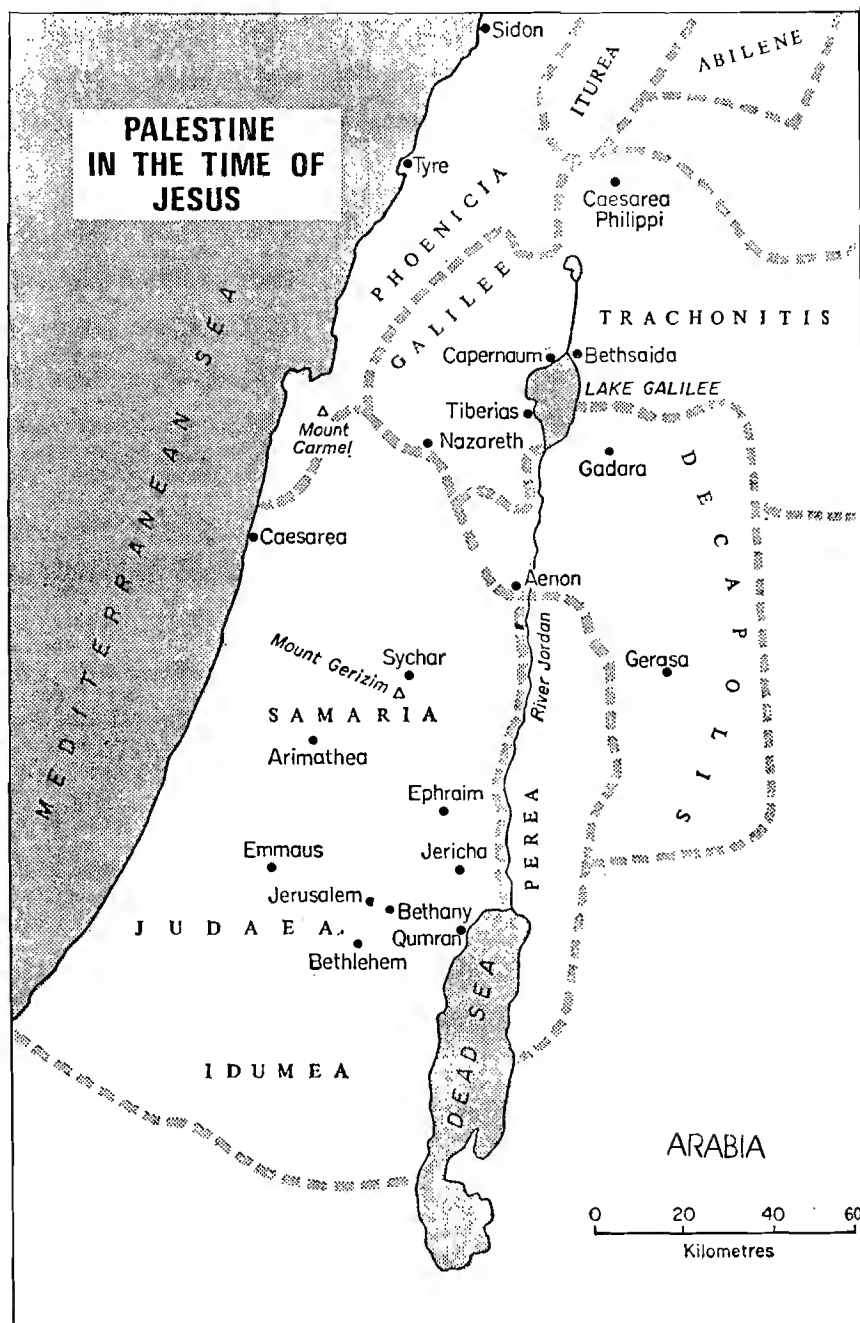 Sidon
ABILENE
ITUREA
PALESTINE
IN THE TIME OF
JESUS
Tyre
Caesarea
Philippi
PHOENICIA
GALILEE
TRACHONITIS
Capernaum
Bethsaida
LAKE GALILEE
Tiberias
Mount
Carmel
Nazareth
Gadara
MEDITERRANEAN SEA
DECAPOLIS
Caesarea
Aenon
River Jordan
Mount Gerizim
Sychar
Gerasa
SAMARIA
Arimathea
Ephraim
PEREA
Emmaus
Jericha
Jerusalem
Bethany
JUDAEA
Qumran
Bethlehem
DEAD SEA
IDUMEA
ARABIA
0 20 40 60
Kilometres